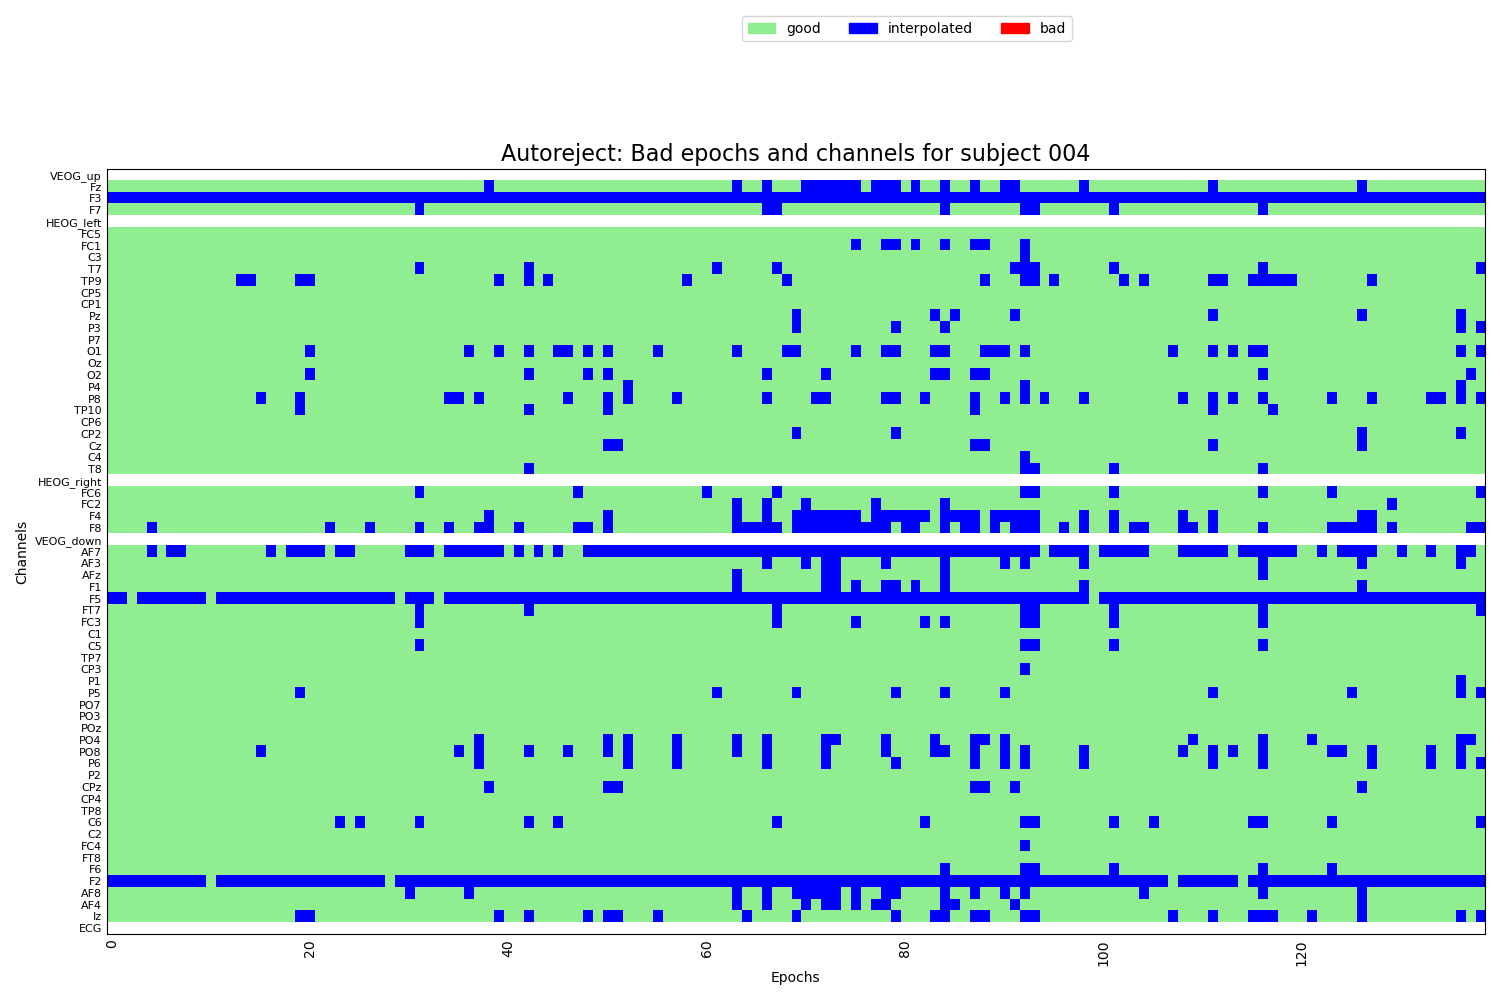 good interpolated bad
Autoreject: Bad epochs and channels for subject 004
VEOG_up
Fz
F3
F7
HEOG_left
FC5
FC1
C3
T7
TP9
CP5
CP1
Pz
P3
P7
O1
Oz
O2
P4
P8
TP10
CP6
CP2
Cz
C4
T8
HEOG_right
FC6
FC2
F4
F8
VEOG_down
AF7
AF3
AFz
F1
F5
FT7
FC3
C1
C5
TP7
CP3
P1
P5
PO7
PO3
POz
PO4
PO8
P6
P2
CPz
CP4
TP8
C6
C2
FC4
FT8
F6
F2
AF8
AF4
Iz
ECG
Channels
0 20 40 60 80 100 120
Epochs